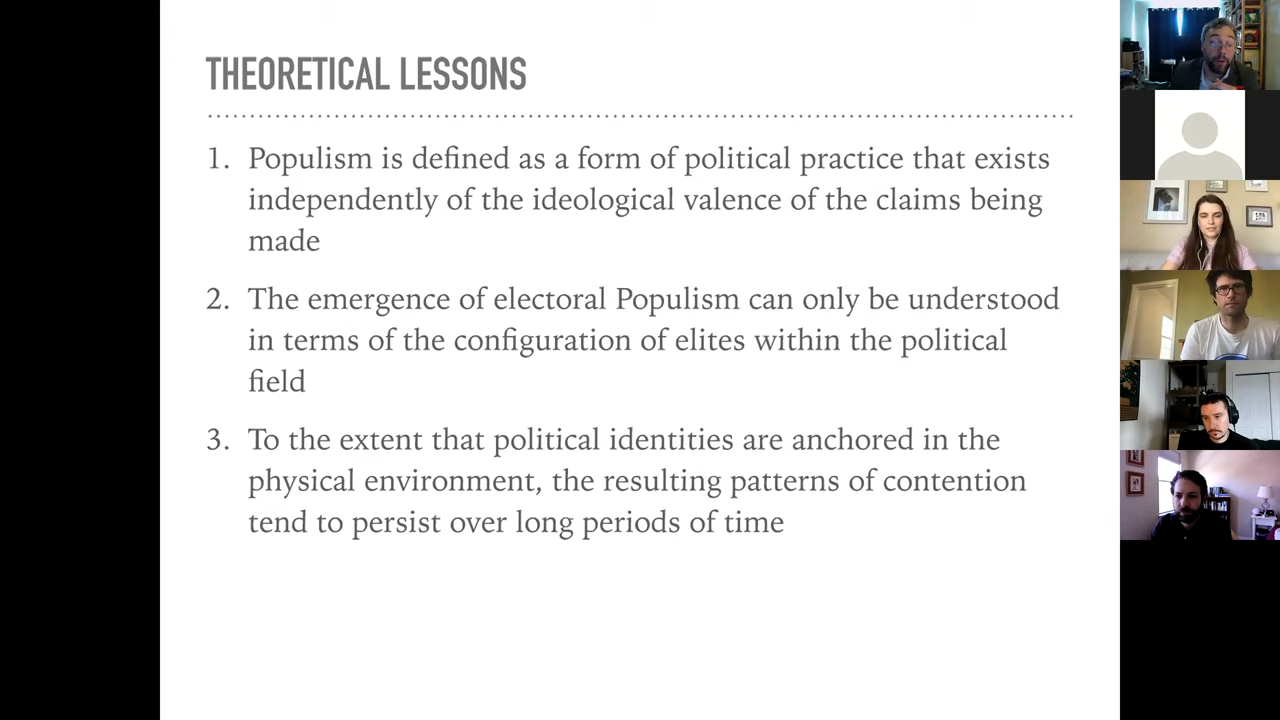 THEORETICAL LESSONS
1. Populism is defined as a form of political practice that exists
independently of the ideological valence of the claims being
made
2. The emergence of electoral Populism can only be understood
in terms of the configuration of elites within the political
field
3. To the extent that political identities are anchored in the
physical environment, the resulting patterns of contention
tend to persist over long periods of time